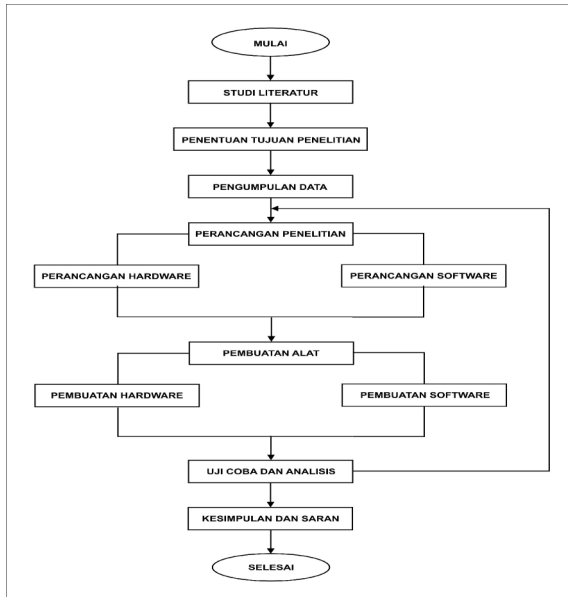 MULAI
STUDI LITERATUR
PENENTUAN TUJUAN PENELITIAN
PENGUMPULAN DATA
PERANCANGAN PENELITIAN
PERANCANGAN HARDWARE
PERANCANGAN SOFTWARE
PEMBUATAN ALAT
PEMBUATAN HARDWARE
PEMBUATAN SOFTWARE
UJI COBA DAN ANALISIS
KESIMPULAN DAN SARAN
SELESAI